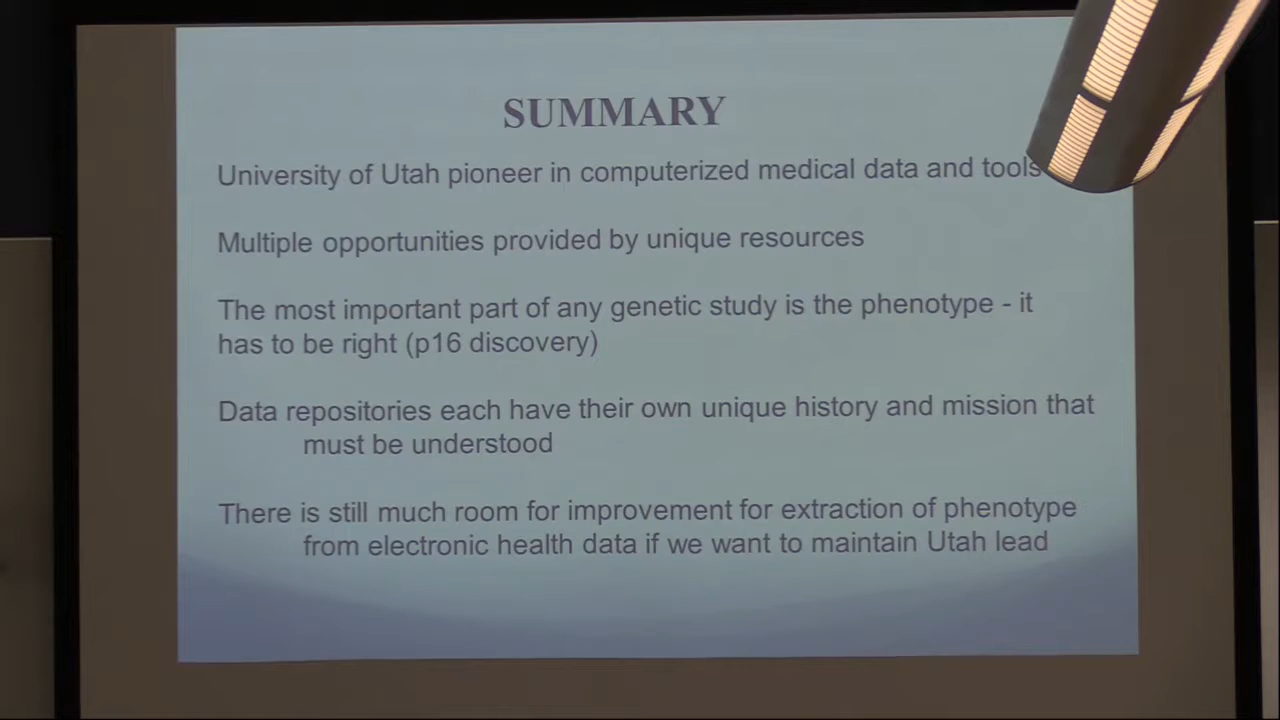 SUMMARY
University of Utah pioneer in computerized medical data and tools
Multiple opportunities provided by unique resources
The most important part of any genetic study is the phenotype - it
has to be right (p16 discovery)
Data repositories each have their own unique history and mission that
must be understood
There is still much room for improvement for extraction of phenotype
from electronic health data if we want to maintain Utah lead